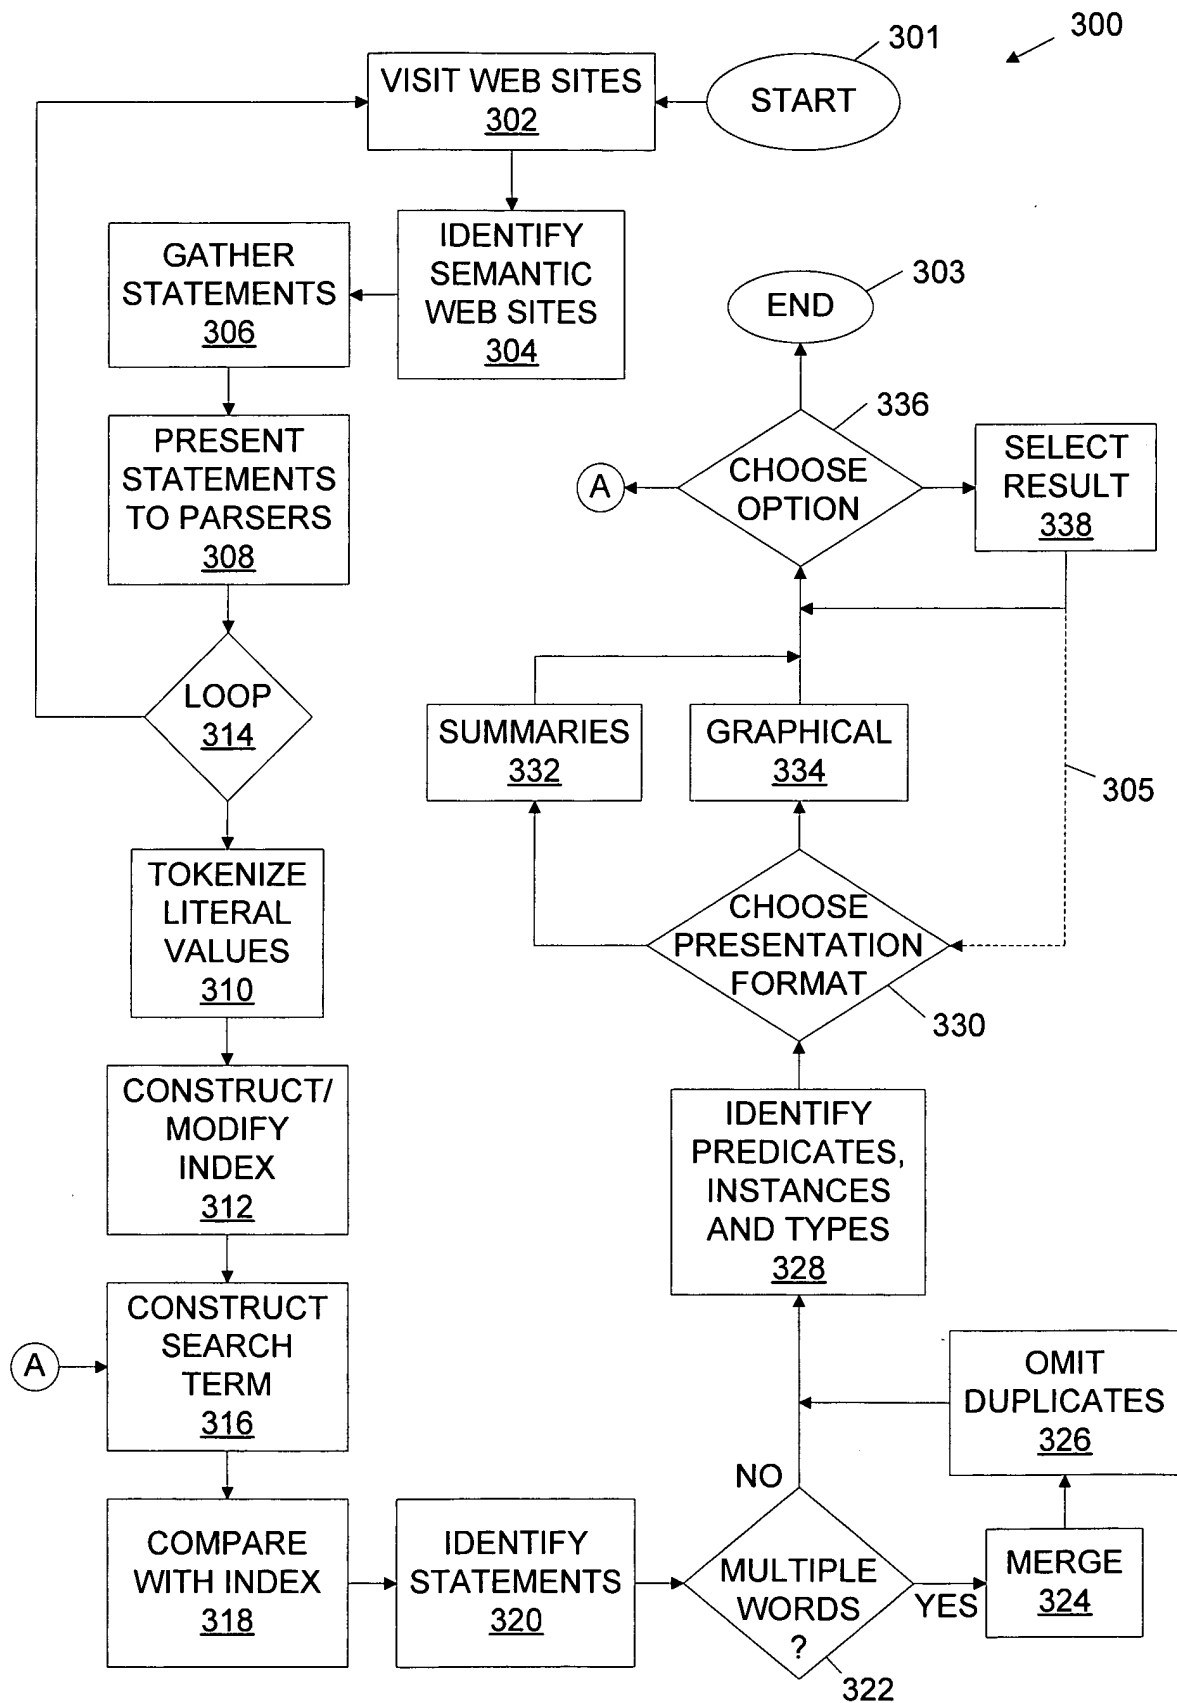 300
301
START
VISIT WEB SITES
302
IDENTIFY
SEMANTIC
WEB SITES
304
GATHER
STATEMENTS
306
PRESENT
STATEMENTS
TO PARSERS
308
LOOP
314
TOKENIZE
LITERAL
VALUES
310
CONSTRUCT/
MODIFY
INDEX
312
A
CONSTRUCT
SEARCH
TERM
316
COMPARE
WITH INDEX
318
IDENTIFY
STATEMENTS
320
MULTIPLE
WORDS
?
322
NO
YES
MERGE
324
OMIT
DUPLICATES
326
IDENTIFY
PREDICATES,
INSTANCES
AND TYPES
328
CHOOSE
PRESENTATION
FORMAT
330
SUMMARIES
332
GRAPHICAL
334
305
CHOOSE
OPTION
336
A
SELECT
RESULT
338
END
303